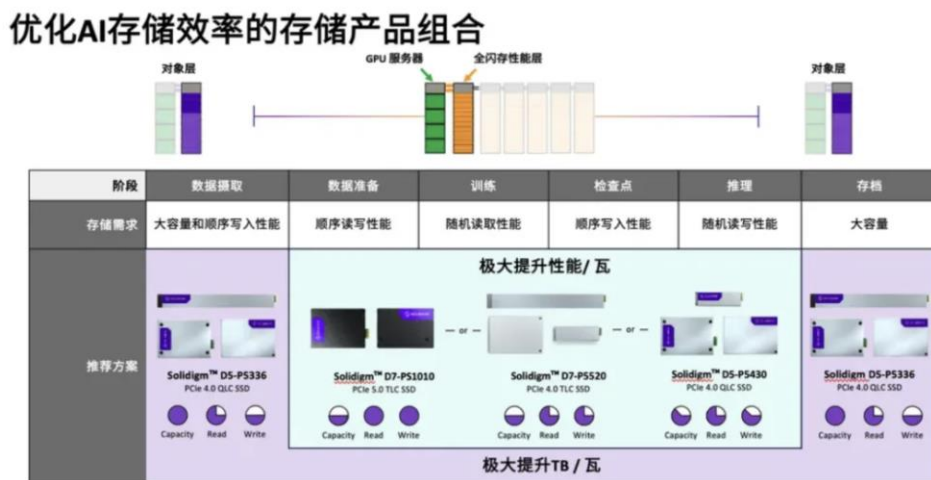 优化AI存储效率的存储产品组合
GPU 服务器
全闪存性能层
对象层
对象层
阶段
数据摄取
数据准备
训练
检查点
推理
存档
存储需求
大容量和顺序写入性能
顺序读写性能
随机读取性能
顺序写入性能
随机读写性能
大容量
推荐方案
极大提升性能/ 瓦
— or —
— or —
Solidigm™ D5-P5336
PCIe 4.0 QLC SSD
Capacity Read Write
Solidigm™ D7-PS1010
PCIe 5.0 TLC SSD
Capacity Read Write
Solidigm™ D7-P5520
PCIe 4.0 TLC SSD
Capacity Read Write
Solidigm™ D5-P5430
PCIe 4.0 QLC SSD
Capacity Read Write
Solidigm D5-P5336
PCIe 4.0 QLC SSD
Capacity Read Write
极大提升TB / 瓦